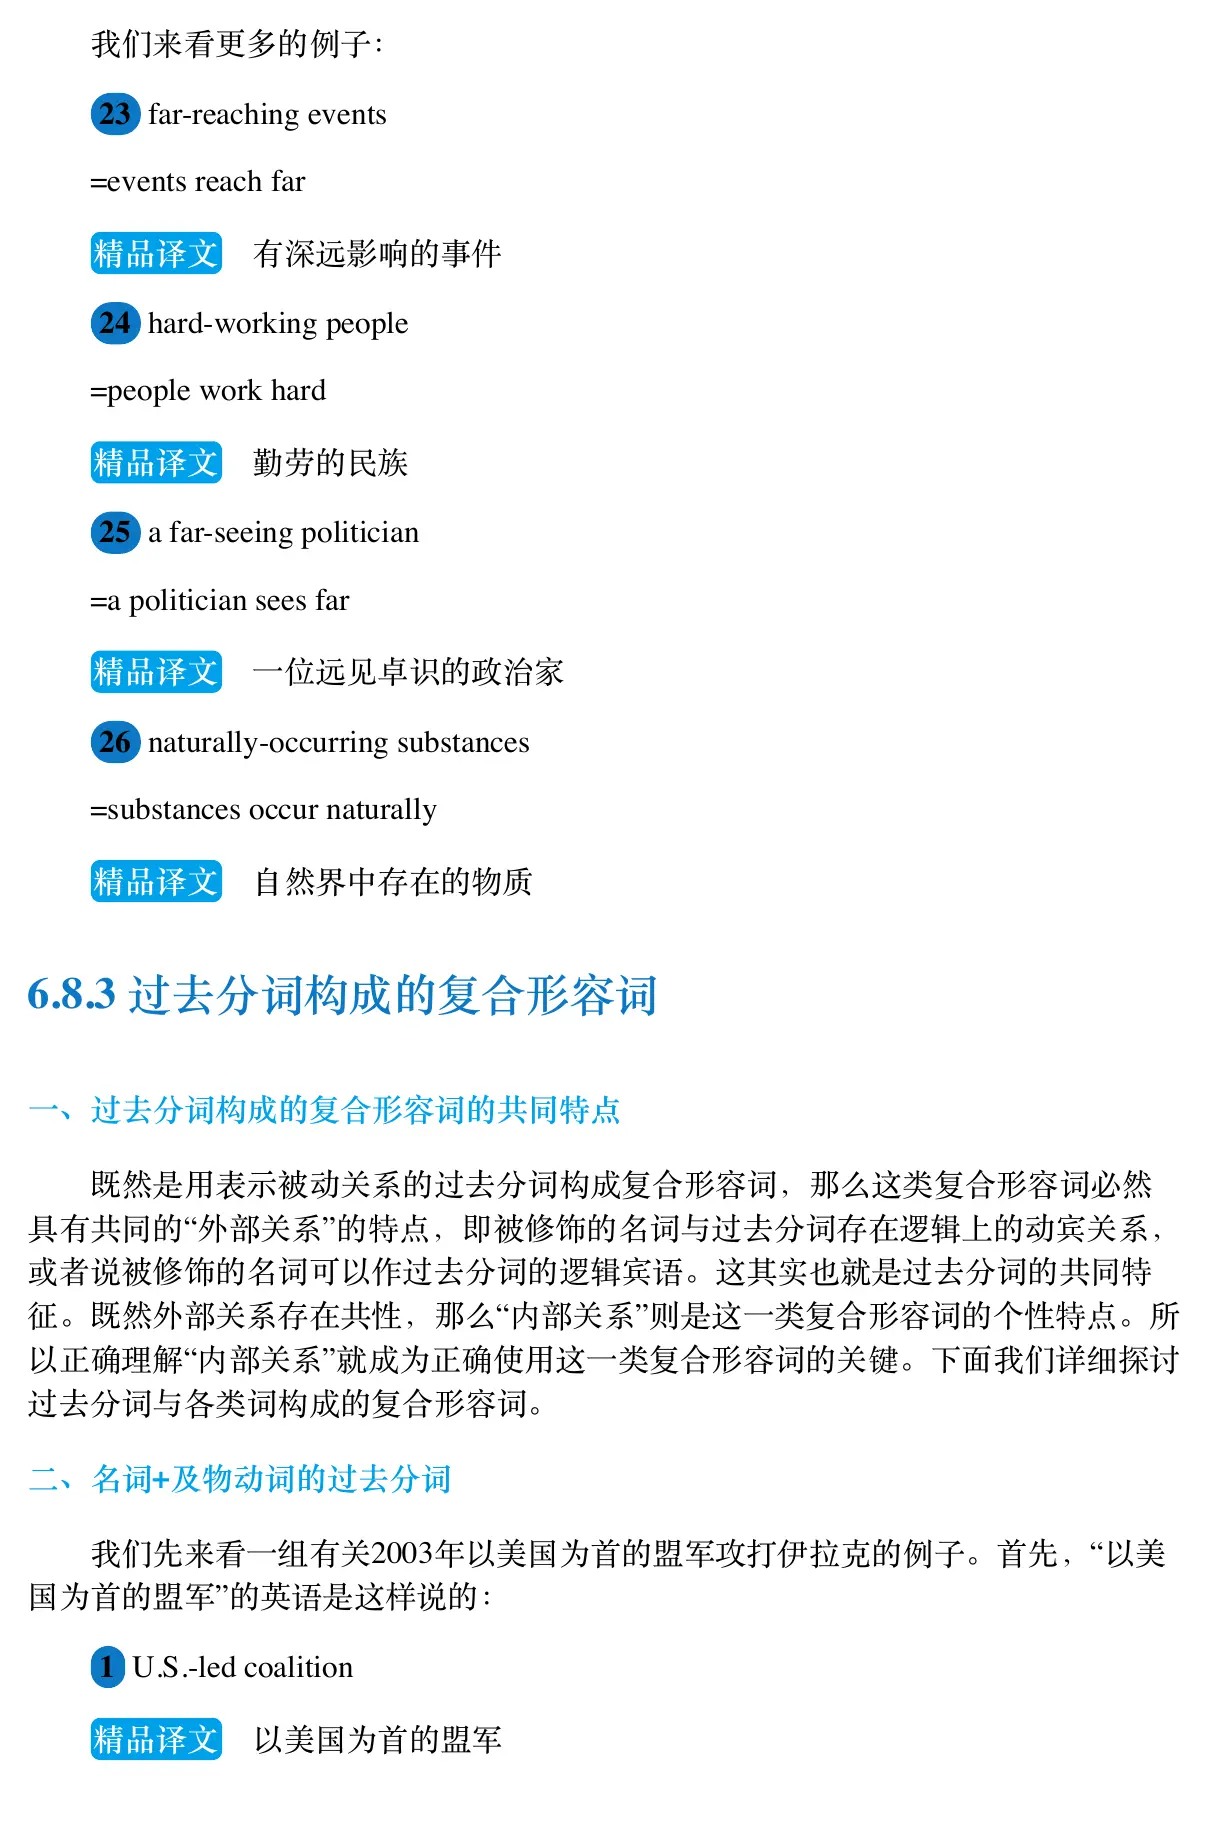 我们来看更多的例子：
23 far-reaching events
=events reach far
精品译文 有深远影响的事件
24 hard-working people
=people work hard
精品译文 勤劳的民族
25 a far-seeing politician
=a politician sees far
精品译文 一位远见卓识的政治家
26 naturally-occurring substances
=substances occur naturally
精品译文 自然界中存在的物质
6.8.3 过去分词构成的复合形容词
一、过去分词构成的复合形容词的共同特点
既然是用表示被动关系的过去分词构成复合形容词，那么这类复合形容词必然
具有共同的“外部关系”的特点，即被修饰的名词与过去分词存在逻辑上的动宾关系，
或者说被修饰的名词可以作过去分词的逻辑宾语。这其实也就是过去分词的共同特
征。既然外部关系存在共性，那么“内部关系”则是这一类复合形容词的个性特点。所
以正确理解“内部关系”就成为正确使用这一类复合形容词的关键。下面我们详细探讨
过去分词与各类词构成的复合形容词。
二、名词+及物动词的过去分词
我们先来看一组有关2003年以美国为首的盟军攻打伊拉克的例子。首先，“以美
国为首的盟军”的英语是这样说的：
1 U.S.-led coalition
精品译文 以美国为首的盟军